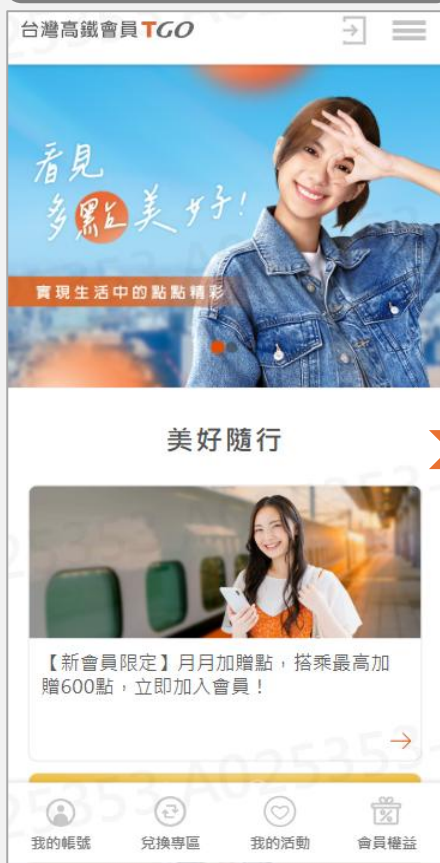 台灣高鐵會員 TGO
看見
多點美好!
實現生活中的點點精彩
美好隨行
【新會員限定】月月加贈點,搭乘最高加
贈600點,立即加入會員!
我的帳號 兌換專區 我的活動 會員權益